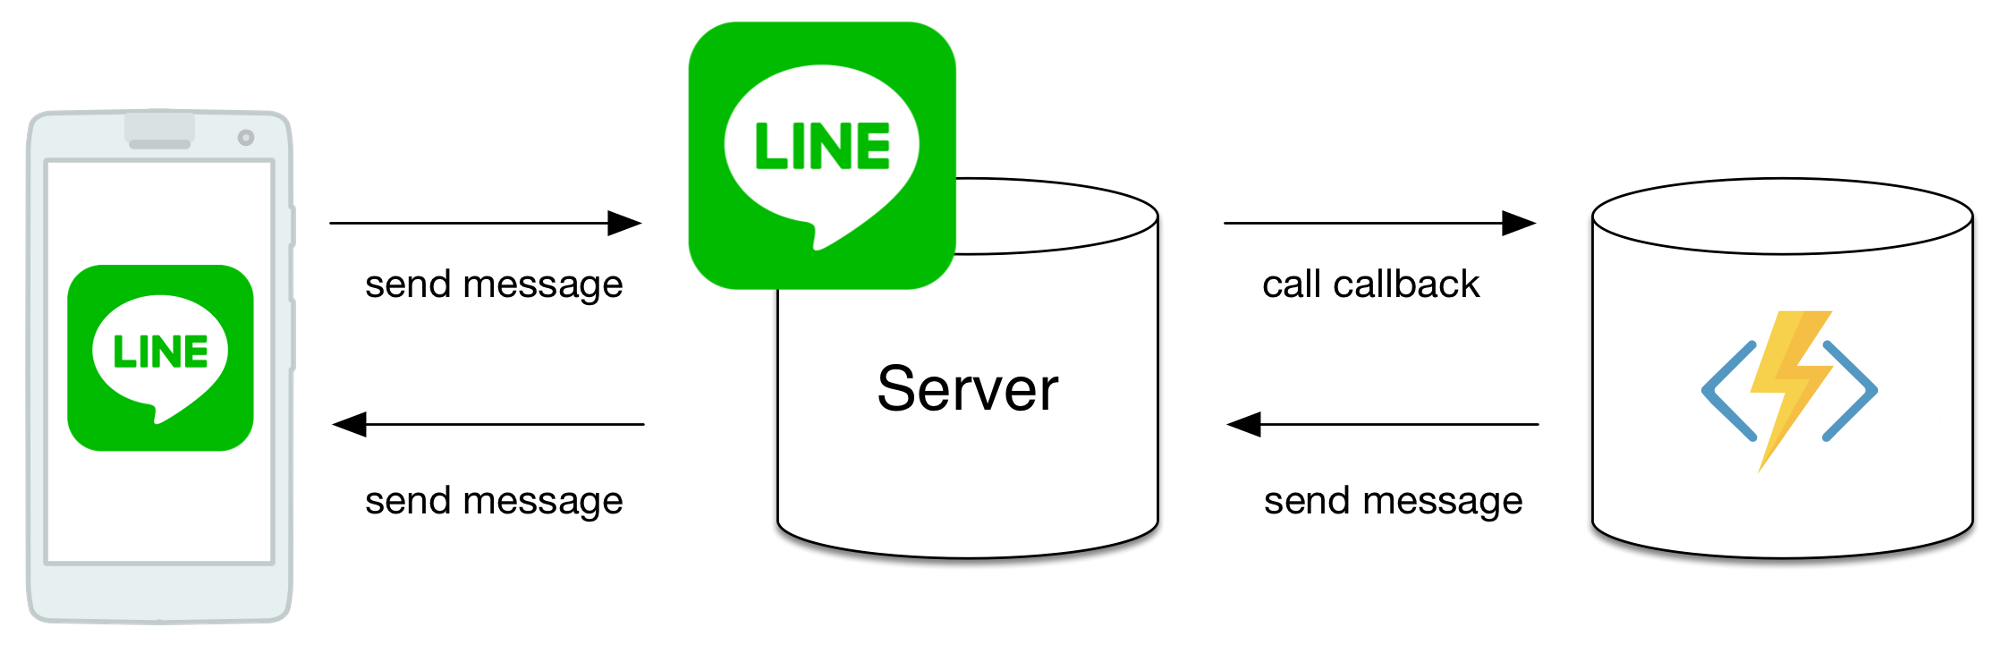 LINE
send message
call callback
LINE
Server
send message
send message